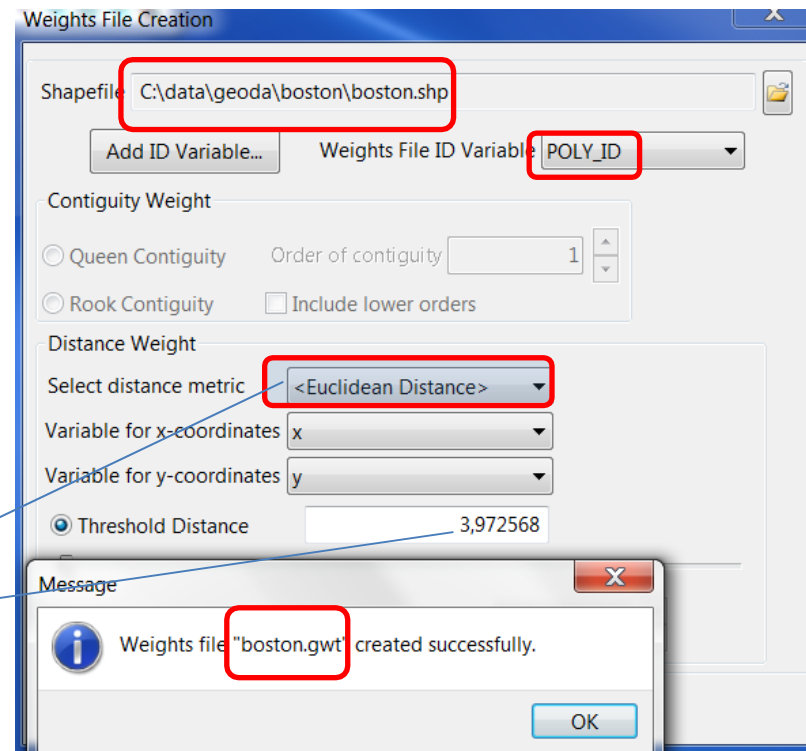 Weights File Creation
X
Shapefile C:\data\geoda\boston\boston.shp
Add ID Variable... Weights File ID Variable POLY_ID
Contiguity Weight
Queen Contiguity Order of contiguity 1
Rook Contiguity Include lower orders
Distance Weight
Select distance metric <Euclidean Distance>
Variable for x-coordinates x
Variable for y-coordinates y
Threshold Distance 3,972568
Message
X
Weights file "boston.gwt" created successfully.
OK